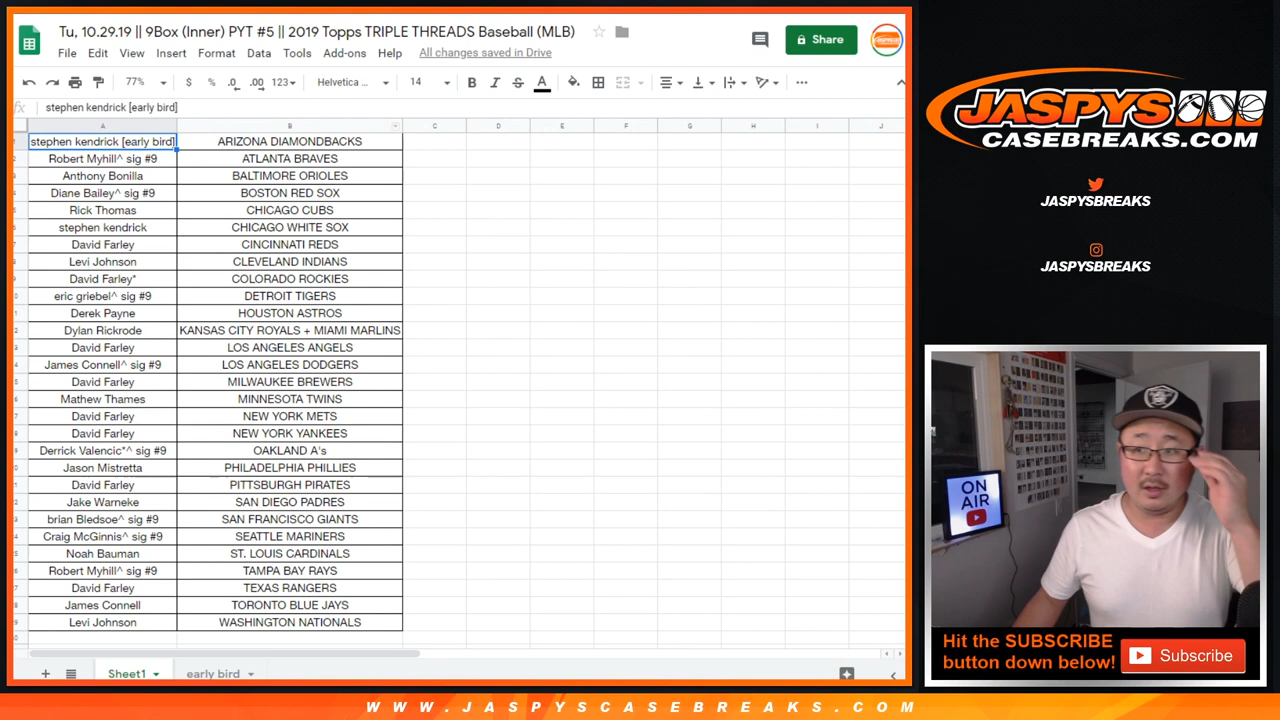 Tu, 10.29.19 || 9Box (Inner) PYT #5 || 2019 Topps TRIPLE THREADS Baseball (MLB)
File Edit View Insert Format Data Tools Add-ons Help All changes saved in Drive
Share
77% $ % .0 .00 123 Helvetica ... 14 B I S A
fx stephen kendrick [early bird]
A B C D E F G H I J
stephen kendrick [early bird] ARIZONA DIAMONDBACKS
Robert Myhill^ sig #9 ATLANTA BRAVES
Anthony Bonilla BALTIMORE ORIOLES
Diane Bailey^ sig #9 BOSTON RED SOX
Rick Thomas CHICAGO CUBS
stephen kendrick CHICAGO WHITE SOX
David Farley CINCINNATI REDS
Levi Johnson CLEVELAND INDIANS
David Farley* COLORADO ROCKIES
eric griebel^ sig #9 DETROIT TIGERS
Derek Payne HOUSTON ASTROS
Dylan Rickrode KANSAS CITY ROYALS + MIAMI MARLINS
David Farley LOS ANGELES ANGELS
James Connell^ sig #9 LOS ANGELES DODGERS
David Farley MILWAUKEE BREWERS
Mathew Thames MINNESOTA TWINS
David Farley NEW YORK METS
David Farley NEW YORK YANKEES
Derrick Valencic*^ sig #9 OAKLAND A's
Jason Mistretta PHILADELPHIA PHILLIES
David Farley PITTSBURGH PIRATES
Jake Warneke SAN DIEGO PADRES
brian Bledsoe^ sig #9 SAN FRANCISCO GIANTS
Craig McGinnis^ sig #9 SEATTLE MARINERS
Noah Bauman ST. LOUIS CARDINALS
Robert Myhill^ sig #9 TAMPA BAY RAYS
David Farley TEXAS RANGERS
James Connell TORONTO BLUE JAYS
Levi Johnson WASHINGTON NATIONALS
Sheet1 early bird
JASPYS
CASEBREAKS.COM
JASPYSBREAKS
JASPYSBREAKS
ON
AIR
Hit the SUBSCRIBE
button down below!
Subscribe
WWW.JASPYSCASEBREAKS.COM